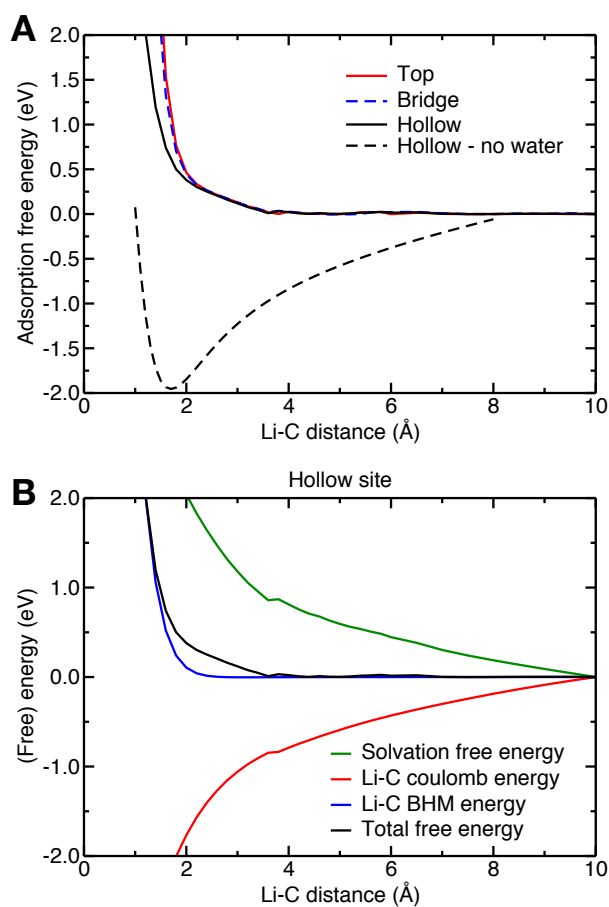 A
Adsorption free energy (eV)
2.0
1.5
1.0
0.5
0.0
-0.5
-1.0
-1.5
-2.0
Top
Bridge
Hollow
Hollow - no water
0 2 4 6 8 10
Li-C distance (Å)
B
Hollow site
(Free) energy (eV)
2.0
1.0
0.0
-1.0
-2.0
Solvation free energy
Li-C coulomb energy
Li-C BHM energy
Total free energy
0 2 4 6 8 10
Li-C distance (Å)